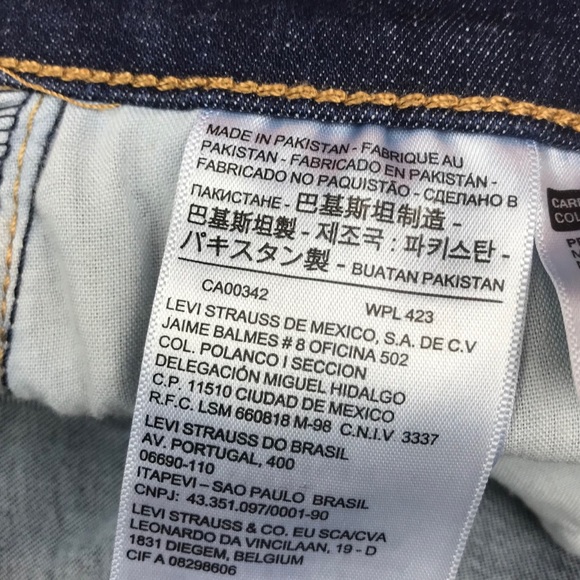 MADE IN PAKISTAN - FABRIQUE AU
PAKISTAN - FABRICADO EN PAKISTÁN -
FABRICADO NO PAQUISTÃO - СДЕЛАНО В
ПАКИСТАНЕ - 巴基斯坦制造 -
巴基斯坦製 - 제조국 : 파키스탄 -
パキスタン製 - BUATAN PAKISTAN
CA00342 WPL 423
LEVI STRAUSS DE MEXICO, S.A. DE C.V
JAIME BALMES # 8 OFICINA 502
COL. POLANCO I SECCION
DELEGACIÓN MIGUEL HIDALGO
C.P. 11510 CIUDAD DE MEXICO
R.F.C. LSM 660818 M-98 C.N.I.V 3337
LEVI STRAUSS DO BRASIL
AV. PORTUGAL, 400
06690-110
ITAPEVI – SAO PAULO BRASIL
CNPJ: 43.351.097/0001-90
LEVI STRAUSS & CO. EU SCA/CVA
LEONARDO DA VINCILAAN, 19 - D
1831 DIEGEM, BELGIUM
CIF A 08298606
CARE